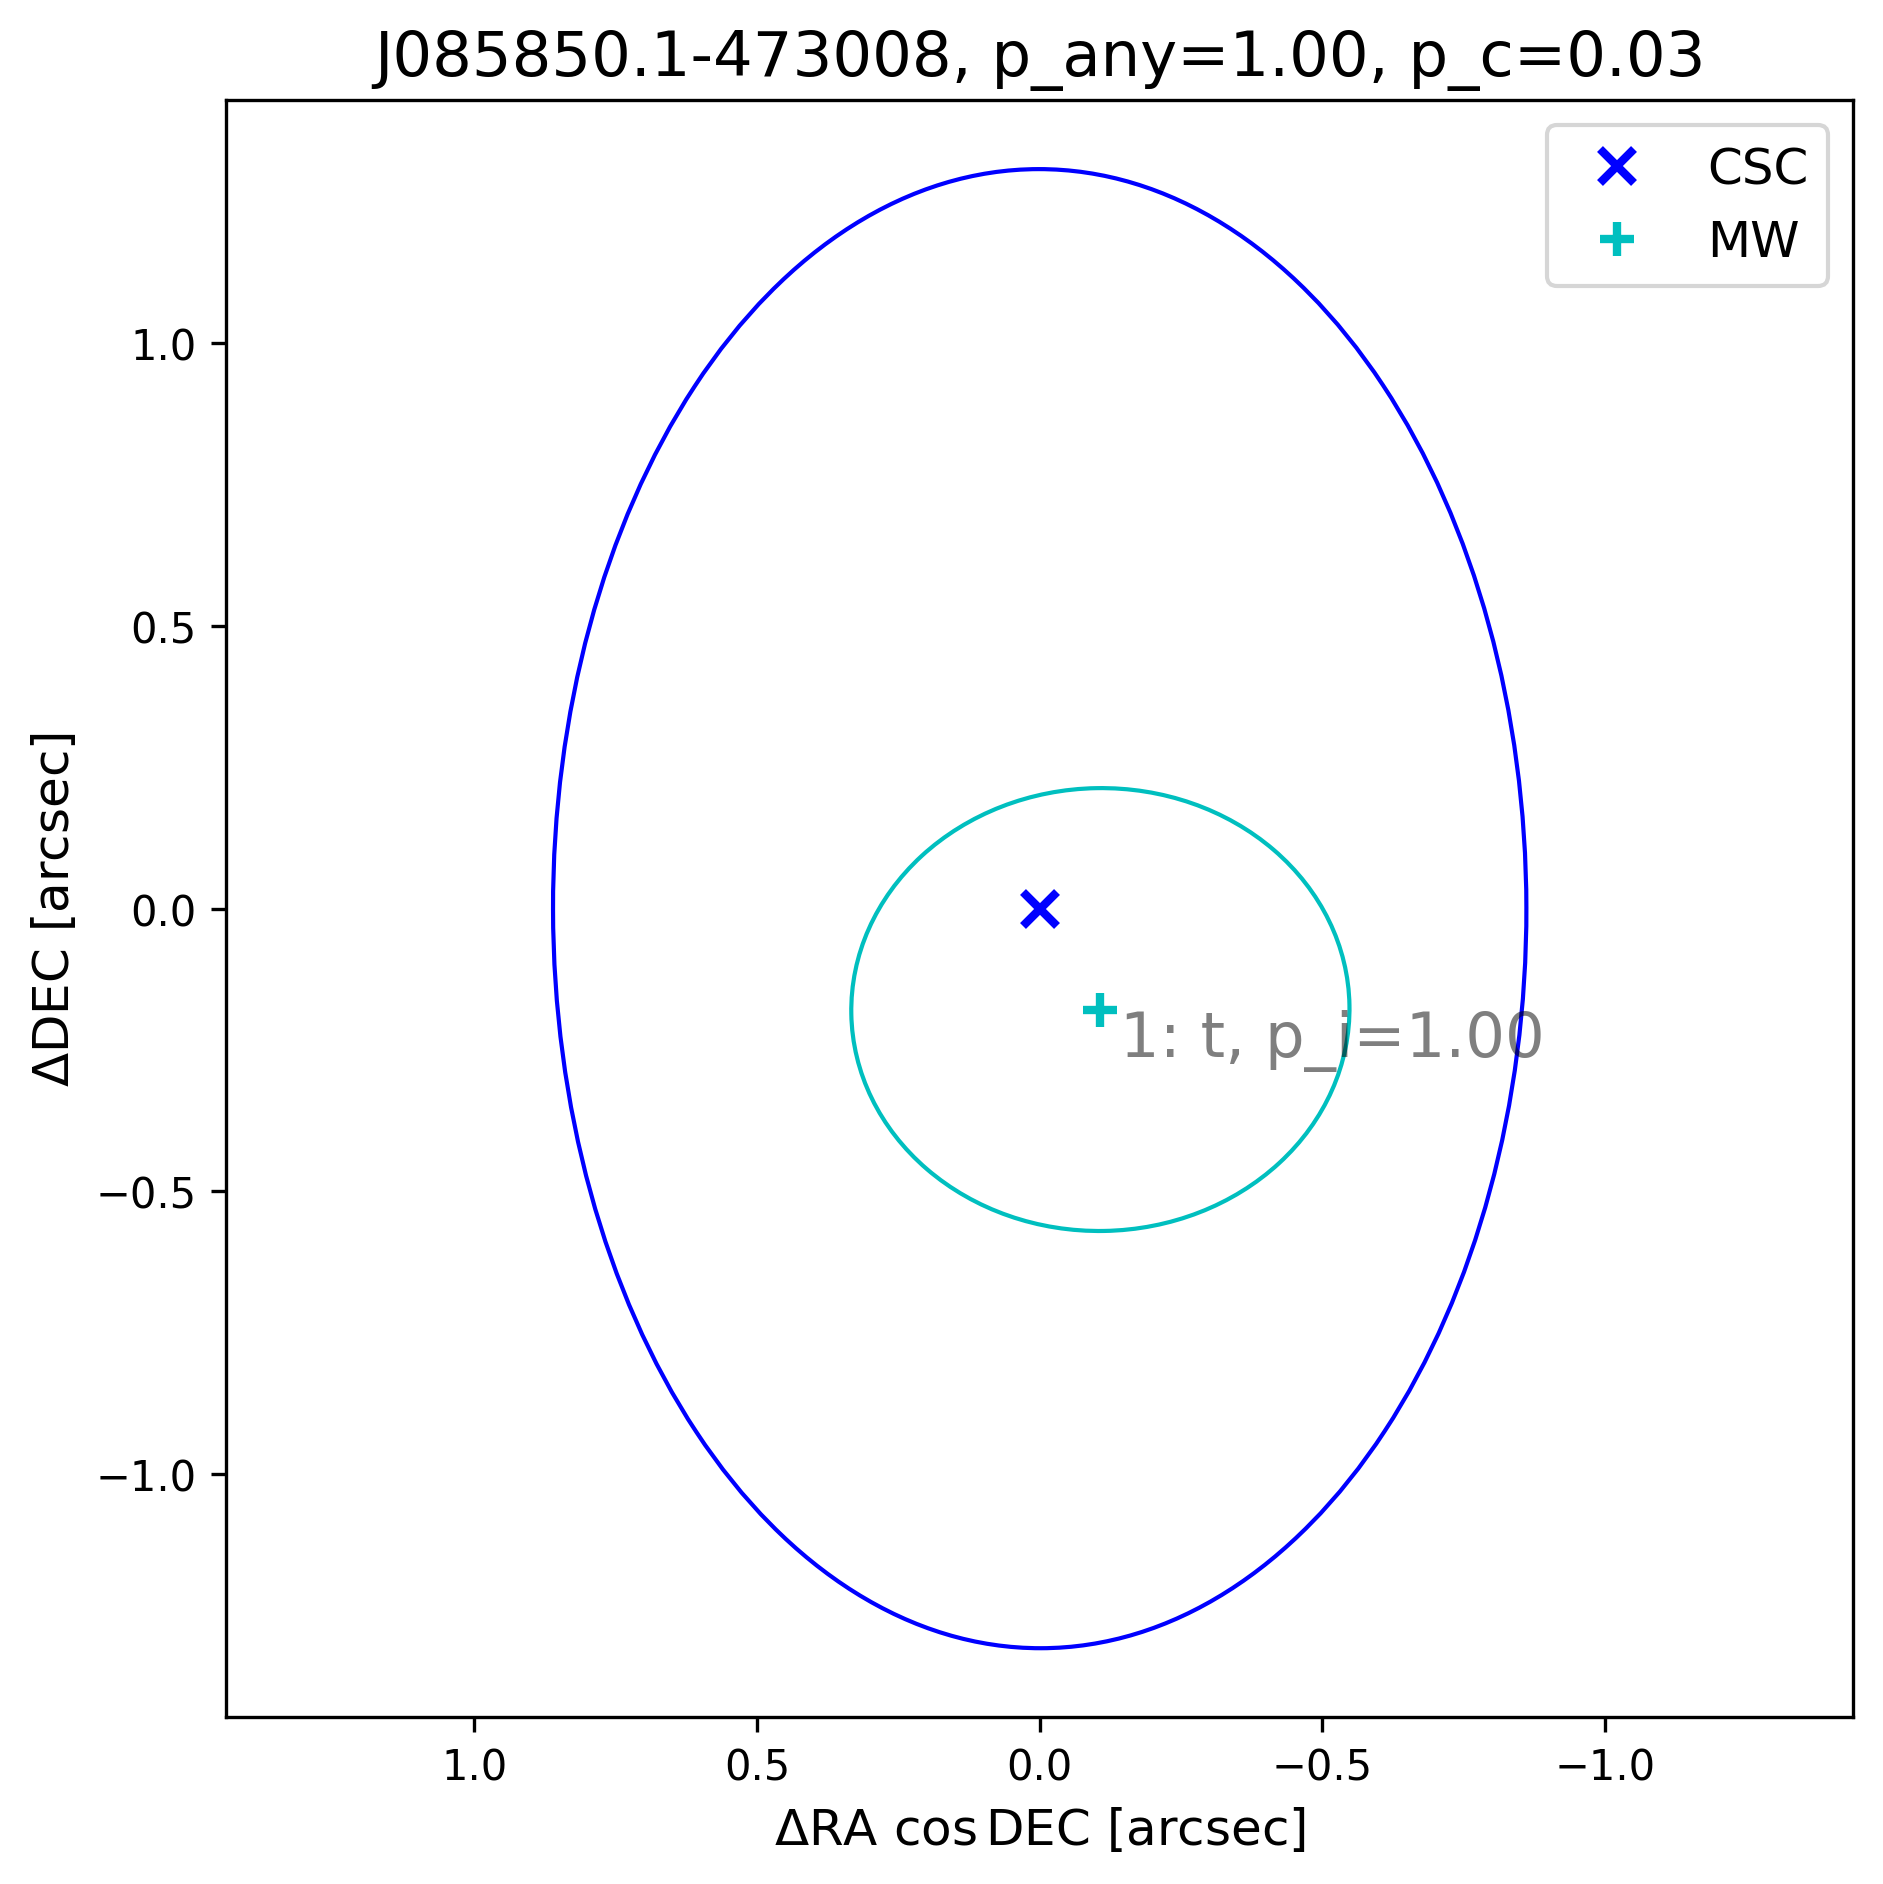 J085850.1-473008, p_any=1.00, p_c=0.03
CSC
MW
1.0
0.5
0.0
−0.5
−1.0
ΔDEC [arcsec]
1: t, p_i=1.00
1.0 0.5 0.0 −0.5 −1.0
ΔRA cos DEC [arcsec]